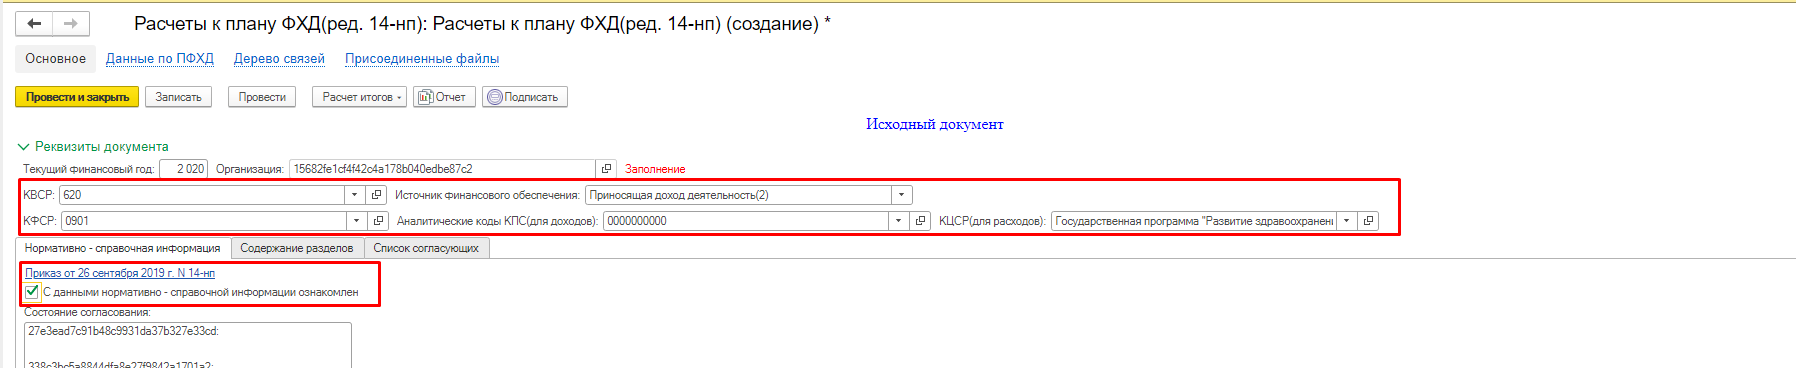 Расчеты к плану ФХД(ред. 14-нп): Расчеты к плану ФХД(ред. 14-нп) (создание) *
Основное Данные по ПФХД Дерево связей Присоединенные файлы
Провести и закрыть Записать Провести Расчет итогов Отчет Подписать
Исходный документ
Реквизиты документа
Текущий финансовый год: 2 020 Организация: 15682fe1cf4f42c4a178b040edbe87c2 Заполнение
КВСР: 620 Источник финансового обеспечения: Приносящая доход деятельность(2)
КФСР: 0901 Аналитические коды КПС(для доходов): 0000000000 КЦСР(для расходов): Государственная программа "Развитие здравоохранени
Нормативно - справочная информация Содержание разделов Список согласующих
Приказ от 26 сентября 2019 г. N 14-нп
С данными нормативно - справочной информации ознакомлен
Состояние согласования:
27e3ead7c91b48c9931da37b327e33cd:
338c3bc5a8844dfa8e27f9842a1701a2: